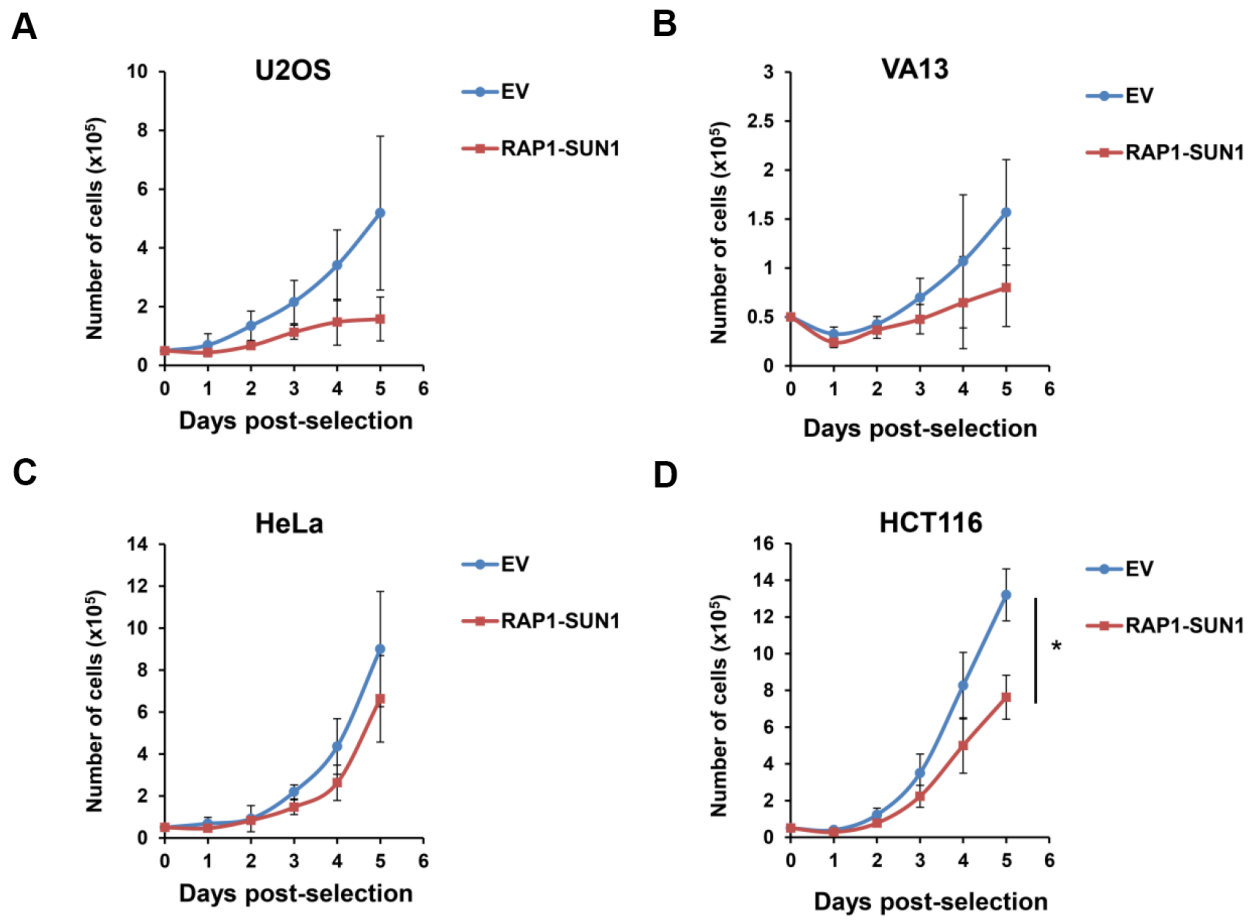 A
U2OS
10
8
6
4
2
0
0 1 2 3 4 5 6
Number of cells (x10⁵)
Days post-selection
EV
RAP1-SUN1
B
VA13
3
2.5
2
1.5
1
0.5
0
0 1 2 3 4 5 6
Number of cells (x10⁵)
Days post-selection
EV
RAP1-SUN1
C
HeLa
14
12
10
8
6
4
2
0
0 1 2 3 4 5 6
Number of cells (x10⁵)
Days post-selection
EV
RAP1-SUN1
D
HCT116
16
14
12
10
8
6
4
2
0
0 1 2 3 4 5 6
Number of cells (x10⁵)
Days post-selection
EV
RAP1-SUN1
*